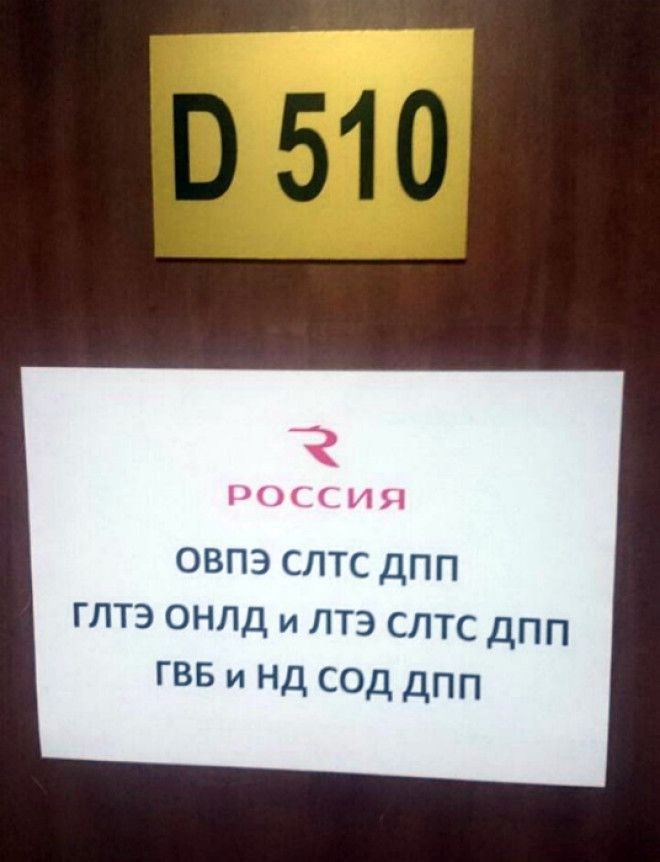 D 510
РОССИЯ
ОВПЭ СЛТС ДПП
ГЛТЭ ОНЛД и ЛТЭ СЛТС ДПП
ГВБ и НД СОД ДПП